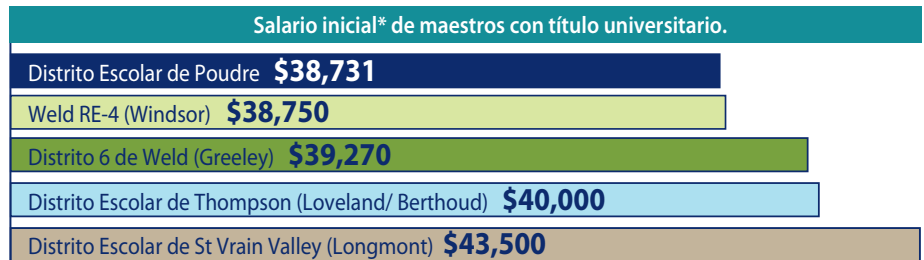 Salario inicial* de maestros con título universitario.
Distrito Escolar de Poudre $38,731
Weld RE-4 (Windsor) $38,750
Distrito 6 de Weld (Greeley) $39,270
Distrito Escolar de Thompson (Loveland/ Berthoud) $40,000
Distrito Escolar de St Vrain Valley (Longmont) $43,500